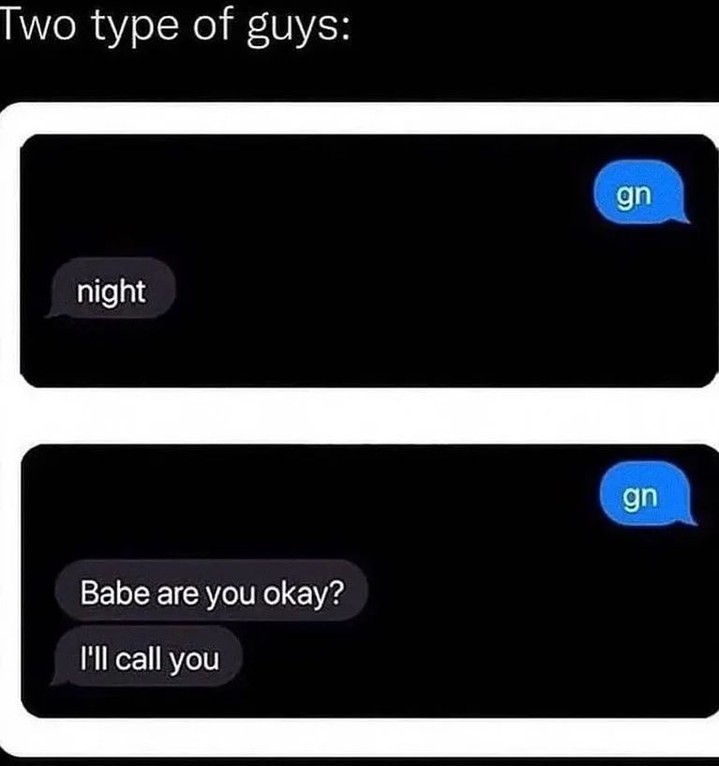 Two type of guys:
gn
night
gn
Babe are you okay?
I'll call you